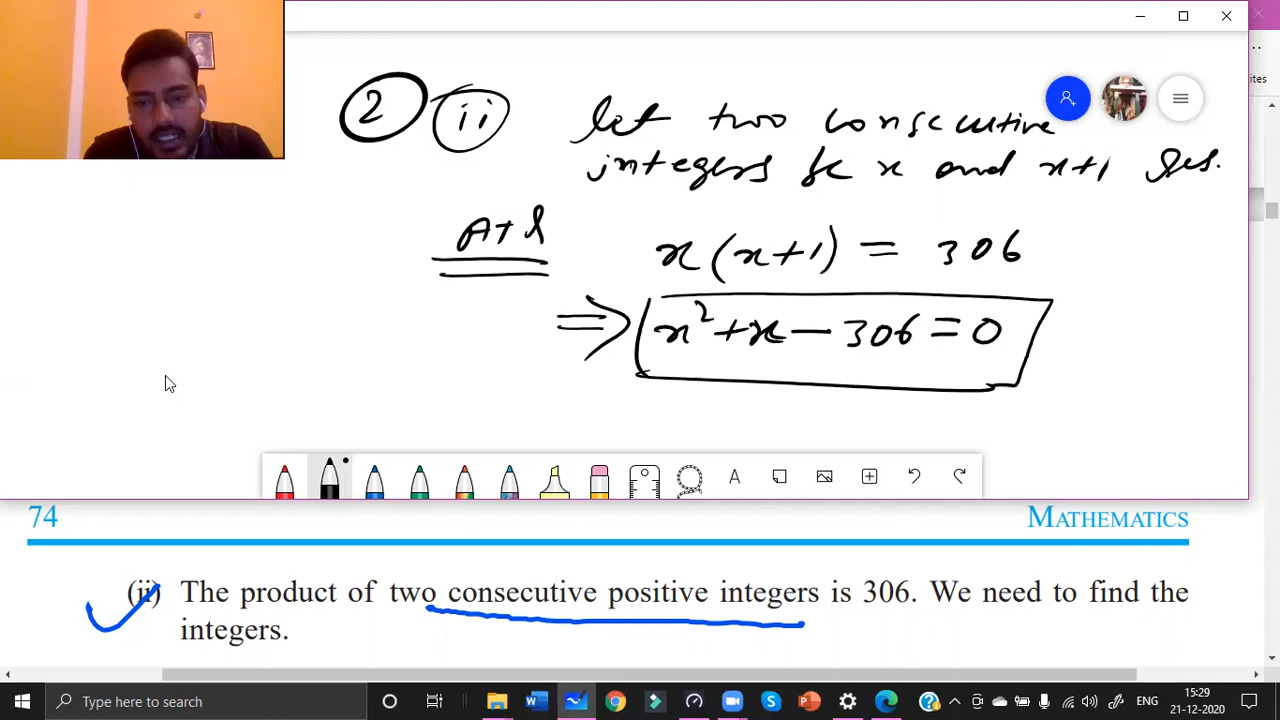 2 ii let two consecutive
integers be x and x+1 res.
A+Q x(x+1) = 306
⇒ x²+x-306=0
ites
A
74 MATHEMATICS
(ii) The product of two consecutive positive integers is 306. We need to find the
integers.
Type here to search
ENG
15:29
21-12-2020